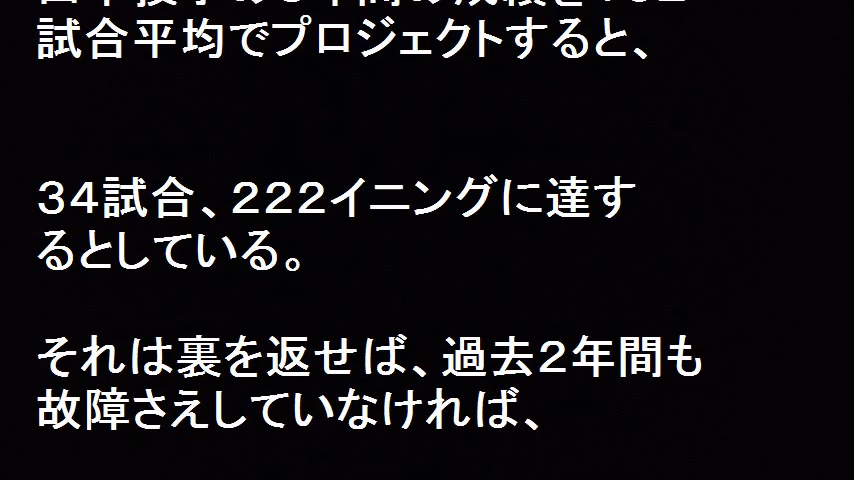 試合平均でプロジェクトすると、
３４試合、２２２イニングに達す
るとしている。
それは裏を返せば、過去２年間も
故障さえしていなければ、